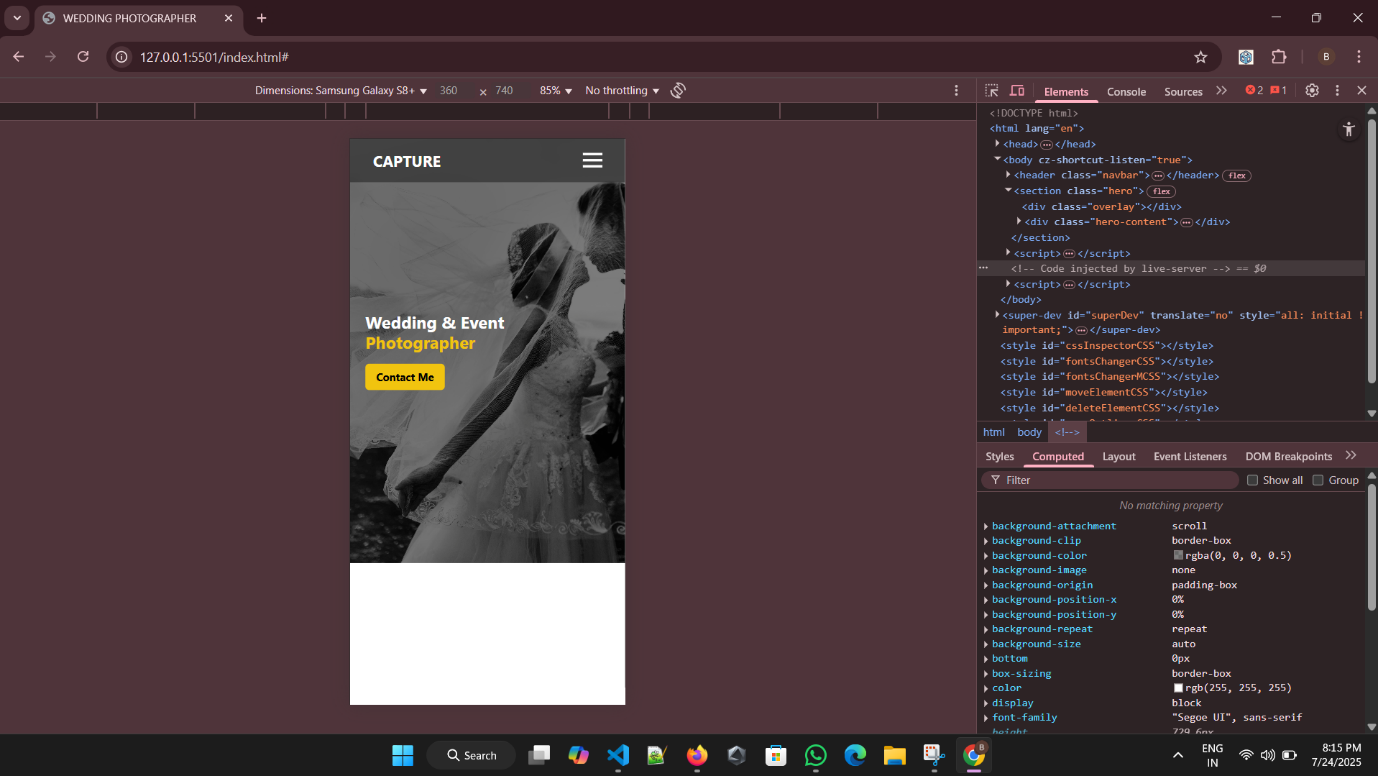 WEDDING PHOTOGRAPHER
127.0.0.1:5501/index.html#
B
Dimensions: Samsung Galaxy S8+ 360 × 740 85% No throttling
Elements Console Sources 2 1
CAPTURE
Wedding & Event
Photographer
Contact Me
<!DOCTYPE html>
<html lang="en">
<head>…</head>
<body cz-shortcut-listen="true">
<header class="navbar">…</header> flex
<section class="hero"> flex
<div class="overlay"></div>
<div class="hero-content">…</div>
</section>
<script>…</script>
… <!-- Code injected by live-server --> == $0
<script>…</script>
</body>
<super-dev id="superDev" translate="no" style="all: initial !
important;">…</super-dev>
<style id="cssInspectorCSS"></style>
<style id="fontsChangerCSS"></style>
<style id="fontsChangerMCSS"></style>
<style id="moveElementCSS"></style>
<style id="deleteElementCSS"></style>
html body <!-->
Styles Computed Layout Event Listeners DOM Breakpoints
Filter Show all Group
No matching property
background-attachment scroll
background-clip border-box
background-color rgba(0, 0, 0, 0.5)
background-image none
background-origin padding-box
background-position-x 0%
background-position-y 0%
background-repeat repeat
background-size auto
bottom 0px
box-sizing border-box
color rgb(255, 255, 255)
display block
font-family "Segoe UI", sans-serif
height 729.6px
Search
B
ENG
IN
8:15 PM
7/24/2025